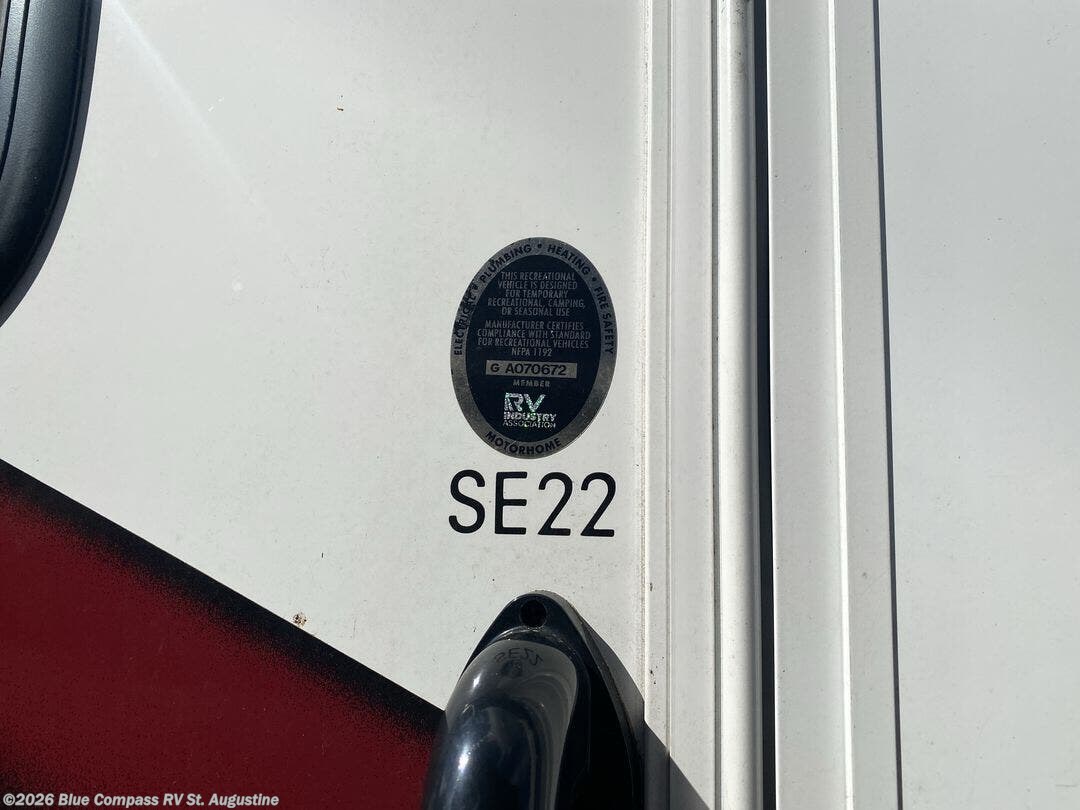 ELECTRICAL • PLUMBING • HEATING • FIRE SAFETY
THIS RECREATIONAL
VEHICLE IS DESIGNED
FOR TEMPORARY
RECREATIONAL, CAMPING,
OR SEASONAL USE
MANUFACTURER CERTIFIES
COMPLIANCE WITH STANDARD
FOR RECREATIONAL VEHICLES
NFPA 1192
G A070672
MEMBER
RV
INDUSTRY
ASSOCIATION
MOTORHOME
SE22
©2026 Blue Compass RV St. Augustine